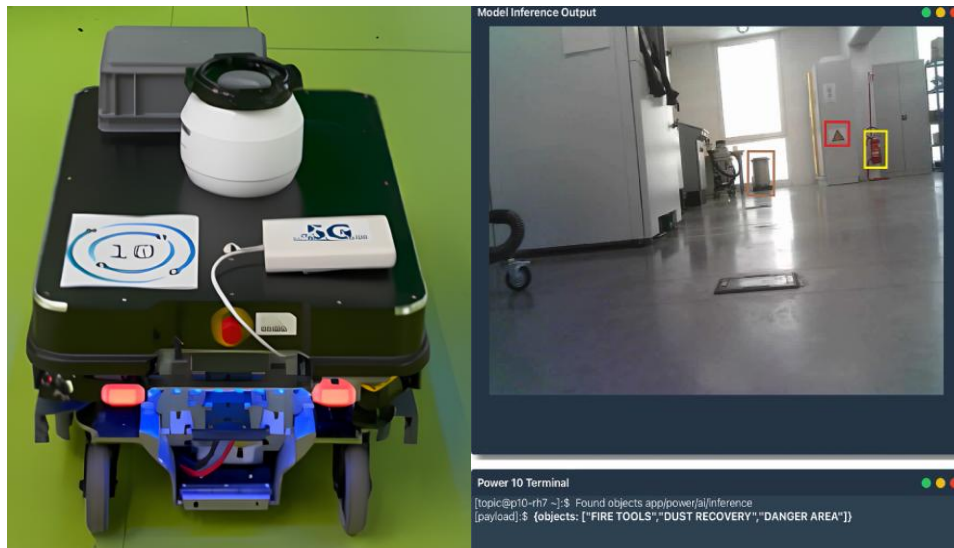 Model Inference Output
10
5G
Power 10 Terminal
[topic@p10-rh7 ~]:$ Found objects app/power/ai/inference
[payload]:$ {objects: ["FIRE TOOLS","DUST RECOVERY","DANGER AREA"]}